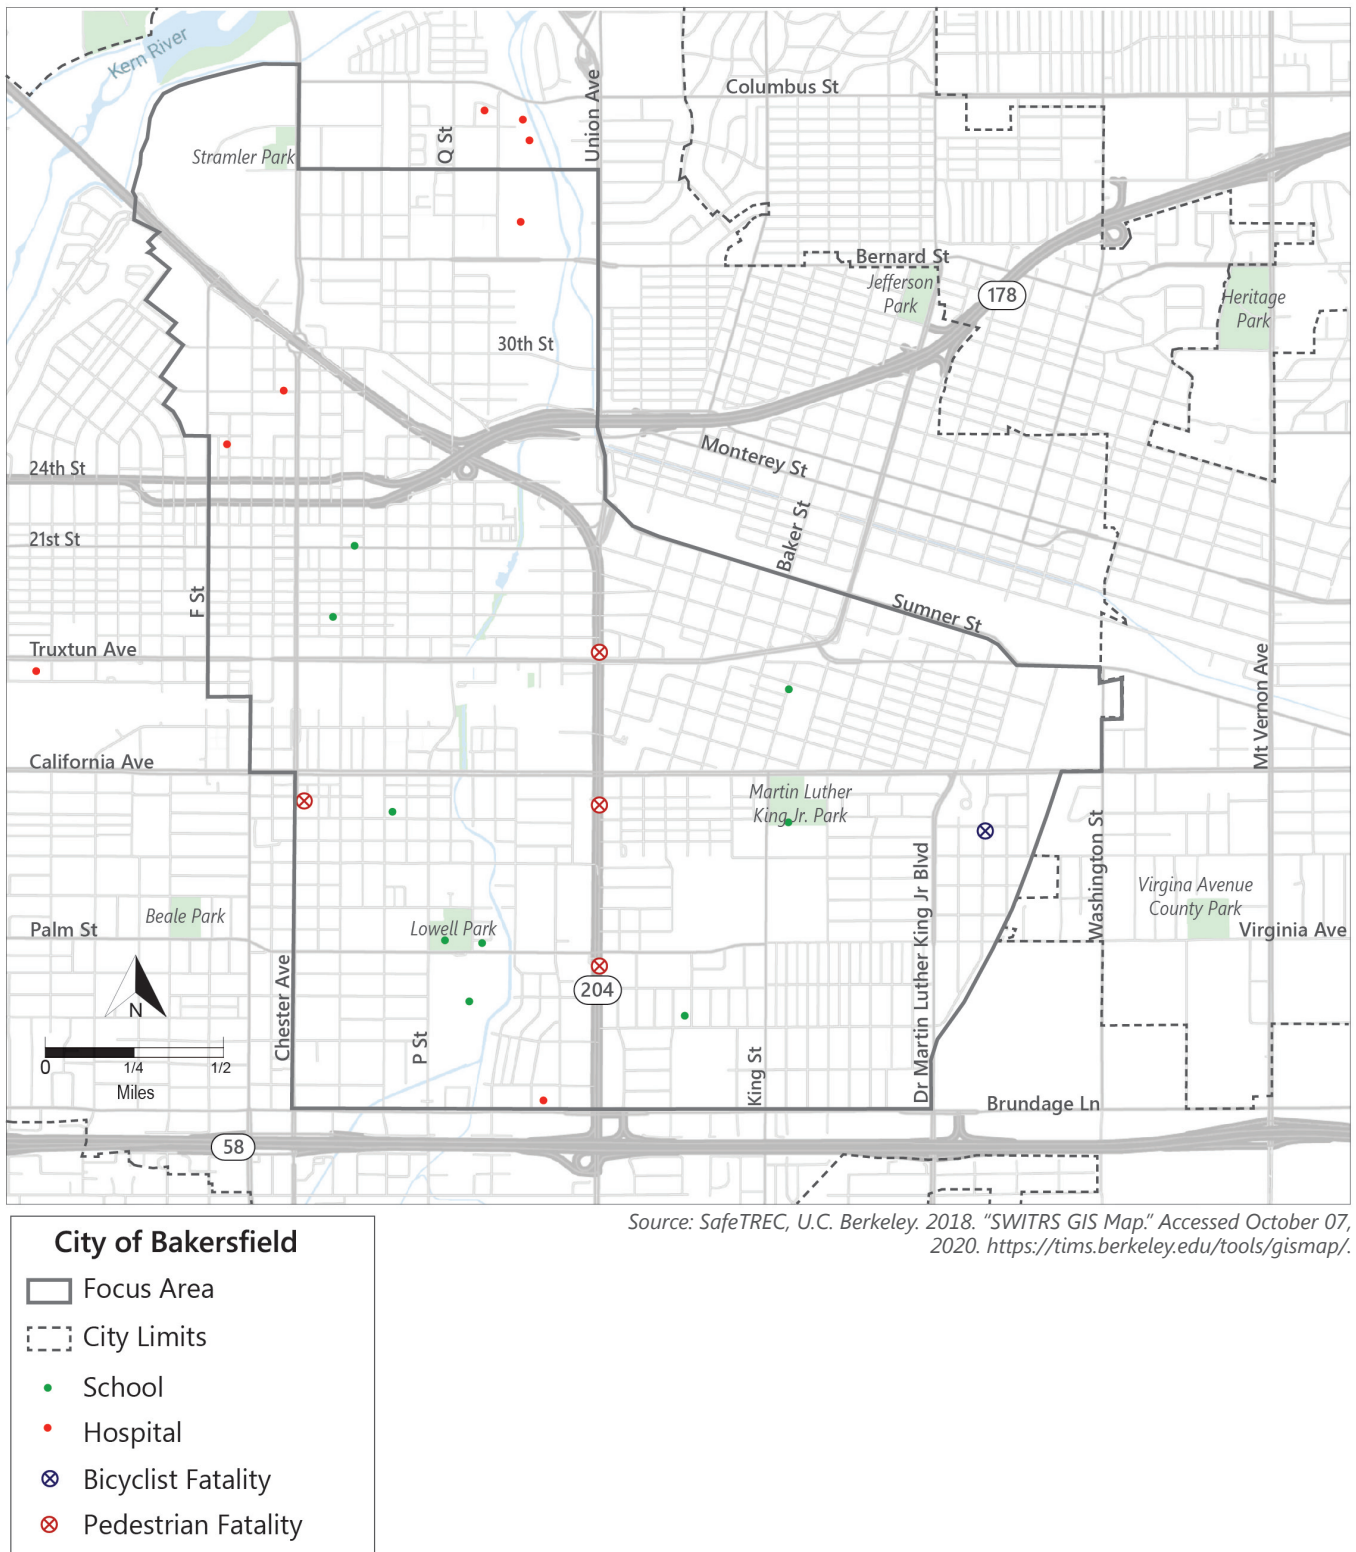 Kern River
Columbus St
Union Ave
Q St
Stramler Park
Bernard St
Jefferson
Park
178
Heritage
Park
30th St
24th St
Monterey St
Baker St
21st St
F St
Sumner St
Truxtun Ave
Mt Vernon Ave
California Ave
Martin Luther
King Jr. Park
Washington St
Dr Martin Luther King Jr Blvd
Virgina Avenue
County Park
Beale Park
Lowell Park
Palm St
Virginia Ave
Chester Ave
204
N
P St
King St
0 1/4 1/2
Miles
Brundage Ln
58
Source: SafeTREC, U.C. Berkeley. 2018. “SWITRS GIS Map.” Accessed October 07,
2020. https://tims.berkeley.edu/tools/gismap/.
City of Bakersfield
Focus Area
City Limits
School
Hospital
Bicyclist Fatality
Pedestrian Fatality